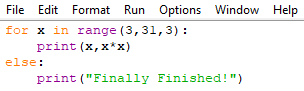 File Edit Format Run Options Window Help
for x in range(3,31,3):
    print(x,x*x)
else:
    print("Finally Finished!")